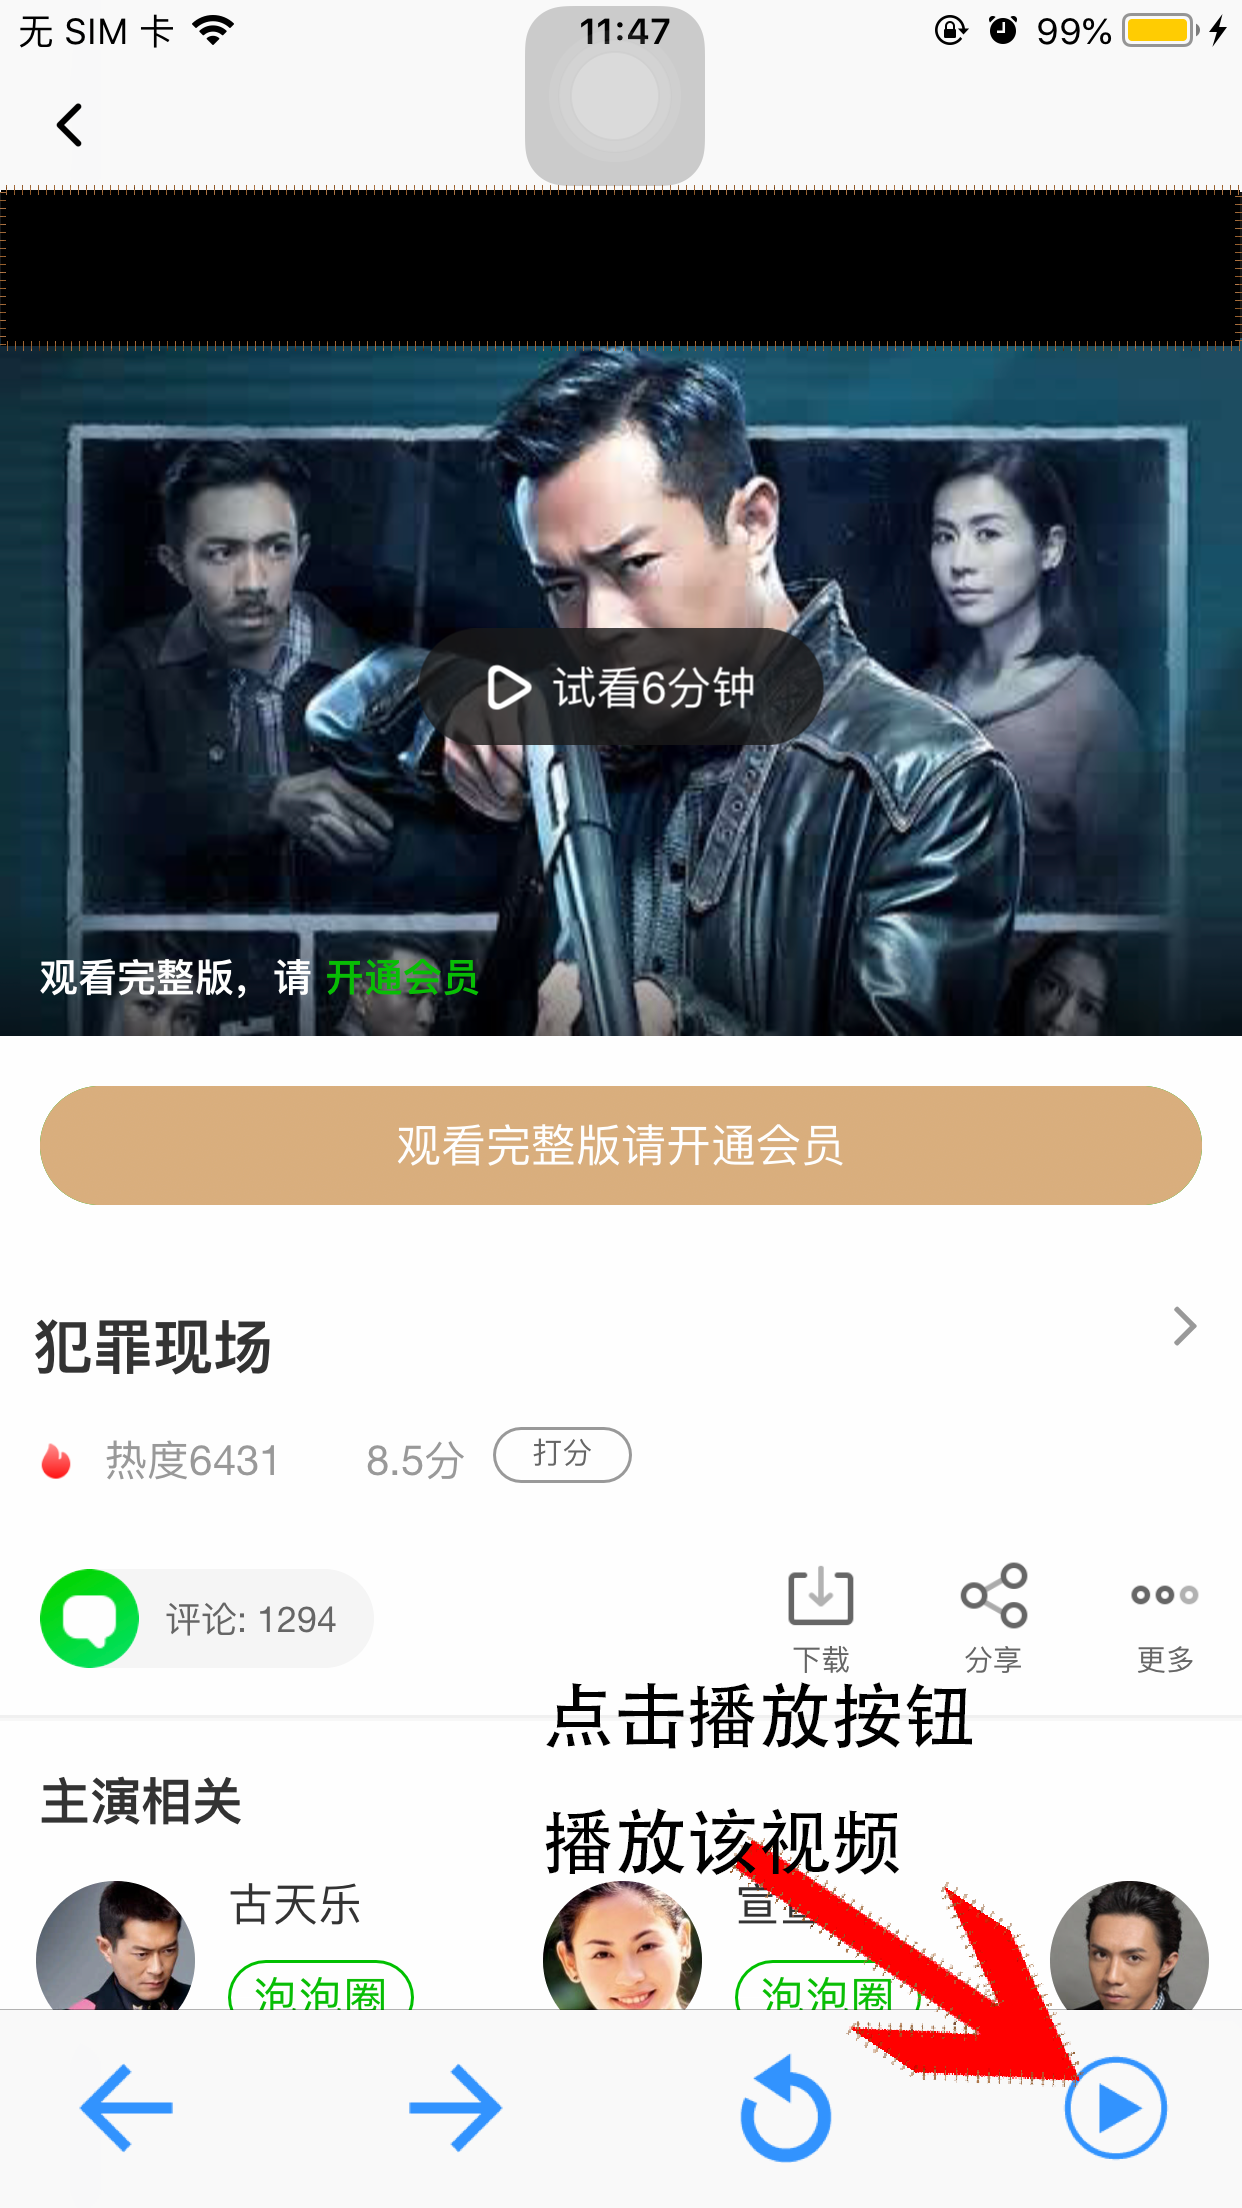 无 SIM 卡
11:47
99%
试看6分钟
观看完整版，请 开通会员
观看完整版请开通会员
犯罪现场
热度6431
8.5分
打分
评论: 1294
下载
分享
更多
点击播放按钮
播放该视频
主演相关
古天乐
宣萱
泡泡圈
泡泡圈